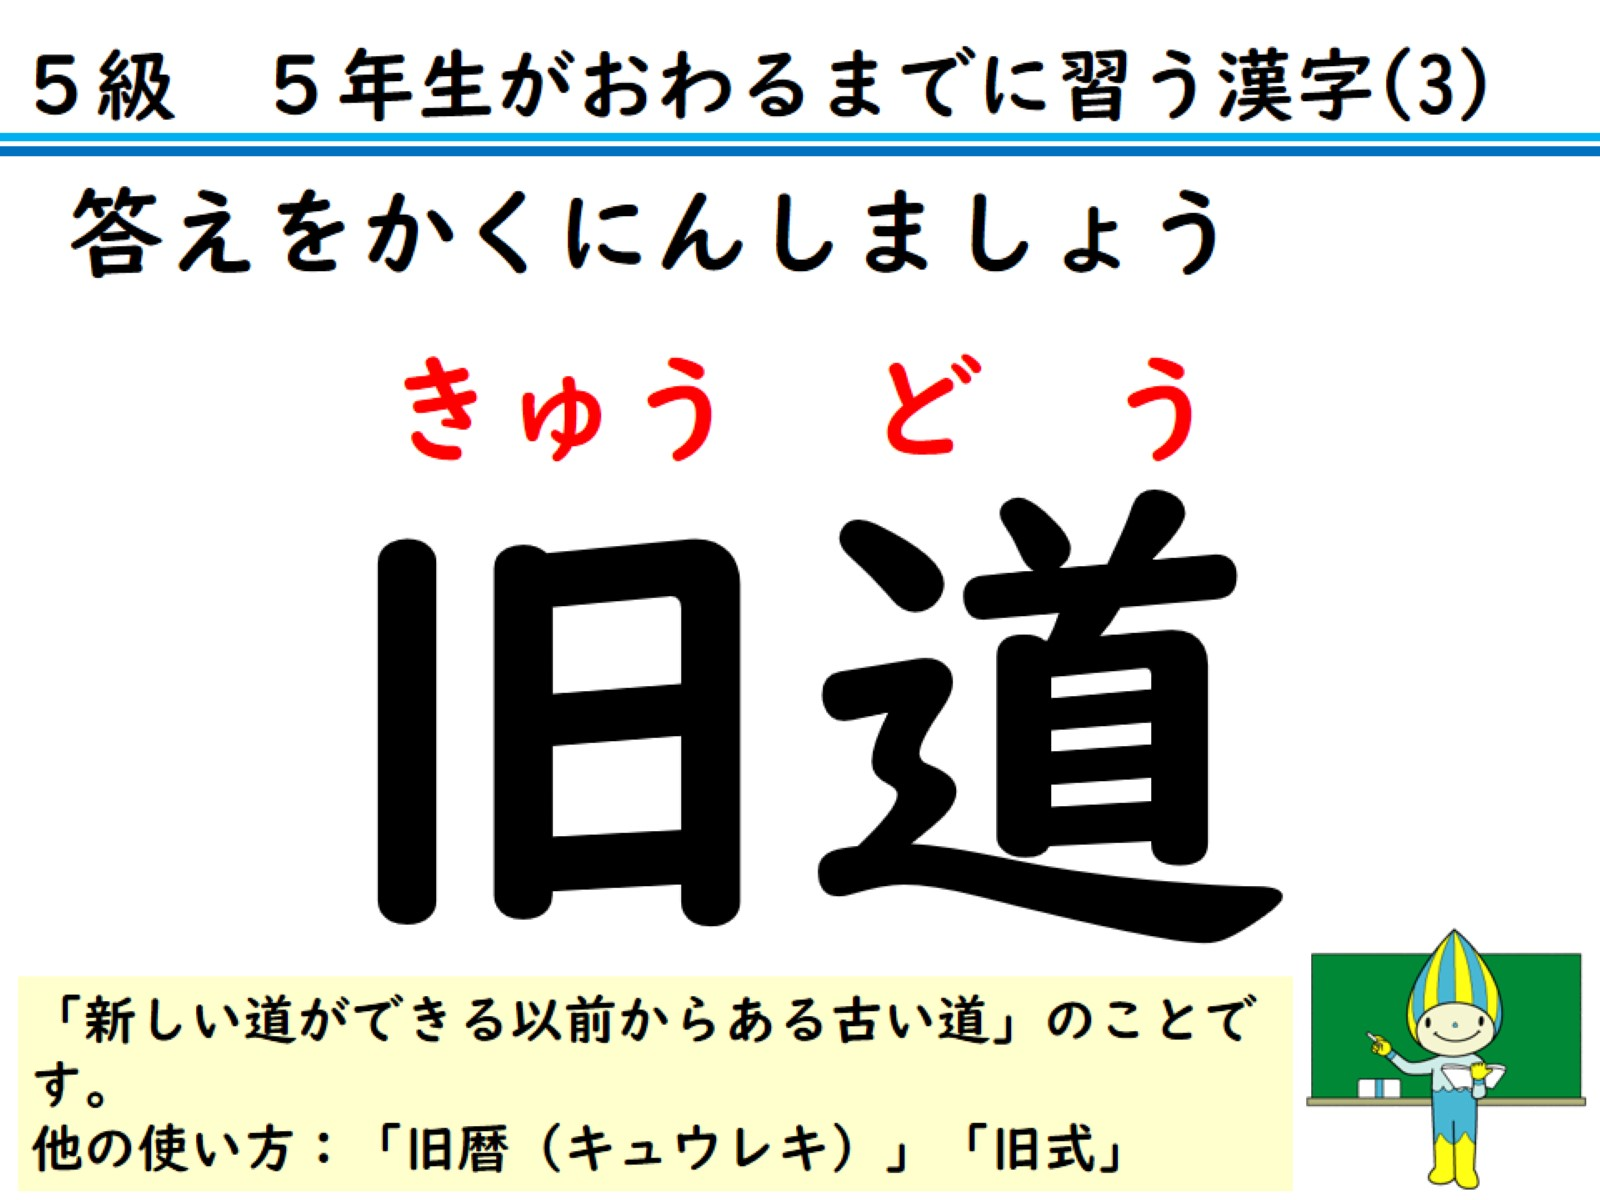 ５級　５年生がおわるまでに習う漢字(3)
答えをかくにんしましょう
きゅう　ど　う
旧道
「新しい道ができる以前からある古い道」のことで
す。
他の使い方：「旧暦（キュウレキ）」「旧式」